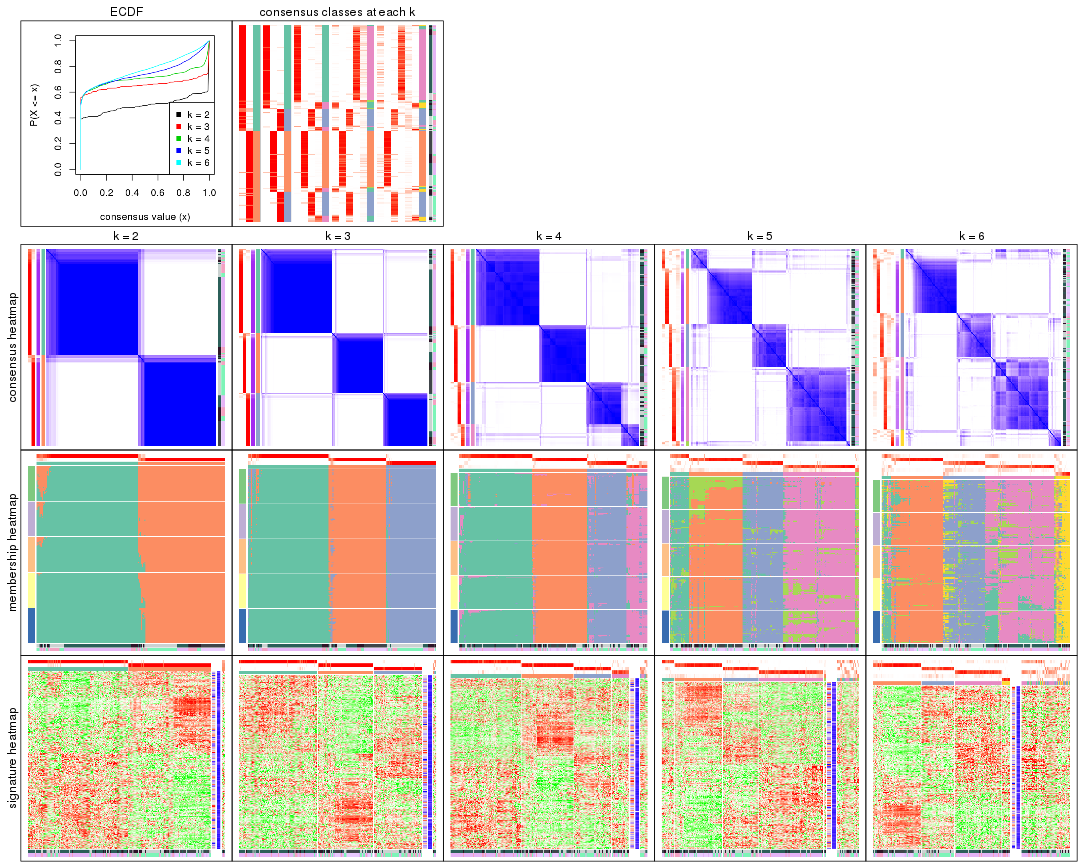 ECDF
consensus classes at each k
P(X <= x)
0.0 0.2 0.4 0.6 0.8 1.0
k = 2
k = 3
k = 4
k = 5
k = 6
0.0 0.2 0.4 0.6 0.8 1.0
consensus value (x)
k = 2
k = 3
k = 4
k = 5
k = 6
consensus heatmap
membership heatmap
signature heatmap